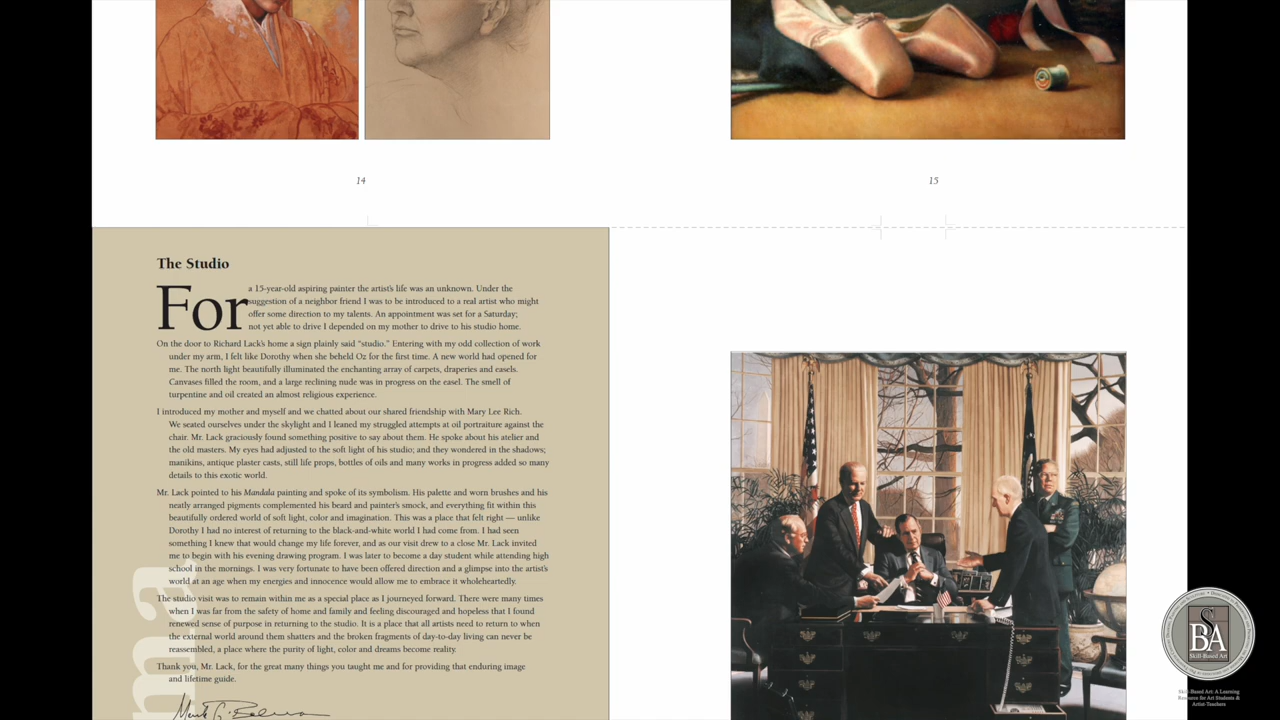 14
15
The Studio
For a 15-year-old aspiring painter the artist's life was an unknown. Under the
suggestion of a neighbor friend I was to be introduced to a real artist who might
offer some direction to my talents. An appointment was set for a Saturday;
not yet able to drive I depended on my mother to drive to his studio home.
On the door to Richard Lack's home a sign plainly said “studio.” Entering with my odd collection of work
under my arm, I felt like Dorothy when she beheld Oz for the first time. A new world had opened for
me. The north light beautifully illuminated the enchanting array of carpets, draperies and easels.
Canvases filled the room, and a large reclining nude was in progress on the easel. The smell of
turpentine and oil created an almost religious experience.
I introduced my mother and myself and we chatted about our shared friendship with Mary Lee Rich.
We seated ourselves under the skylight and I leaned my struggled attempts at oil portraiture against the
chair. Mr. Lack graciously found something positive to say about them. He spoke about his atelier and
the old masters. My eyes had adjusted to the soft light of his studio; and they wondered in the shadows;
manikins, antique plaster casts, still life props, bottles of oils and many works in progress added so many
details to this exotic world.
Mr. Lack pointed to his Mandala painting and spoke of its symbolism. His palette and worn brushes and his
neatly arranged pigments complemented his beard and painter's smock, and everything fit within this
beautifully ordered world of soft light, color and imagination. This was a place that felt right — unlike
Dorothy I had no interest of returning to the black-and-white world I had come from. I had seen
something I knew that would change my life forever, and as our visit drew to a close Mr. Lack invited
me to begin with his evening drawing program. I was later to become a day student while attending high
school in the mornings. I was very fortunate to have been offered direction and a glimpse into the artist's
world at an age when my energies and innocence would allow me to embrace it wholeheartedly.
The studio visit was to remain within me as a special place as I journeyed forward. There were many times
when I was far from the safety of home and family and feeling discouraged and hopeless that I found
renewed sense of purpose in returning to the studio. It is a place that all artists need to return to when
the external world around them shatters and the broken fragments of day-to-day living can never be
reassembled, a place where the purity of light, color and dreams become reality.
Thank you, Mr. Lack, for the great many things you taught me and for providing that enduring image
and lifetime guide.
ma
SBA
Skill-Based Art
Skill-Based Art: A Learning
Resource for Art Students &
Artist-Teachers